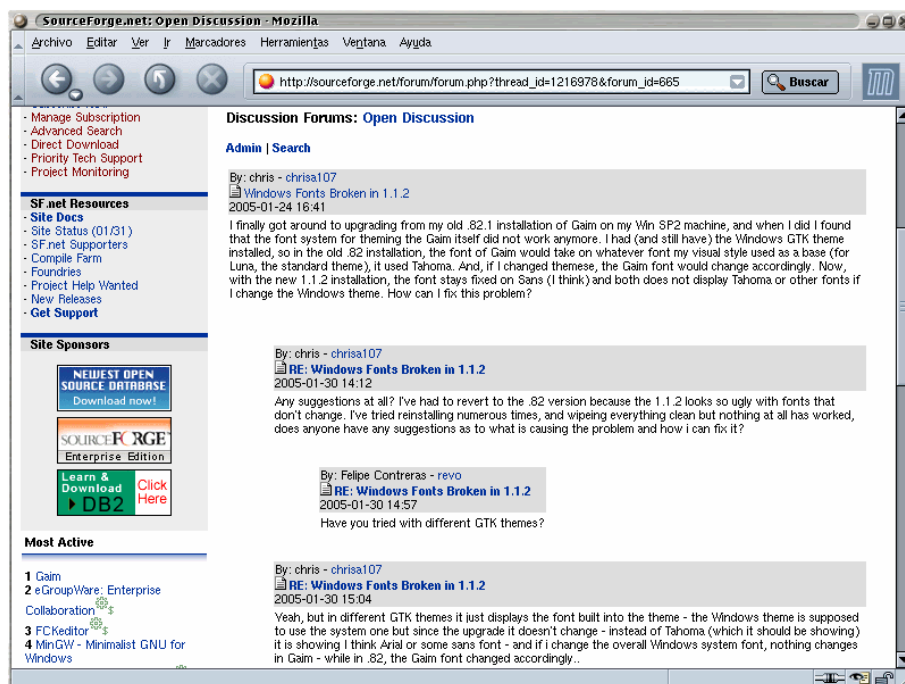 SourceForge.net: Open Discussion - Mozilla
Archivo Editar Ver Ir Marcadores Herramientas Ventana Ayuda
http://sourceforge.net/forum/forum.php?thread_id=1216978&forum_id=665
Buscar
- Manage Subscription
- Advanced Search
- Direct Download
- Priority Tech Support
- Project Monitoring
SF.net Resources
- Site Docs
- Site Status (01/31)
- SF.net Supporters
- Compile Farm
- Foundries
- Project Help Wanted
- New Releases
- Get Support
Site Sponsors
NEWEST OPEN
SOURCE DATABASE
Download now!
SOURCEFORGE
Enterprise Edition
Learn &
Download
DB2
Click
Here
Most Active
1 Gaim
2 eGroupWare: Enterprise
Collaboration $
3 FCKeditor $
4 MinGW - Minimalist GNU for
Windows
Discussion Forums: Open Discussion
Admin | Search
By: chris - chrisa107
Windows Fonts Broken in 1.1.2
2005-01-24 16:41
I finally got around to upgrading from my old .82.1 installation of Gaim on my Win SP2 machine, and when I did I found
that the font system for theming the Gaim itself did not work anymore. I had (and still have) the Windows GTK theme
installed, so in the old .82 installation, the font of Gaim would take on whatever font my visual style used as a base (for
Luna, the standard theme), it used Tahoma. And, if I changed themese, the Gaim font would change accordingly. Now,
with the new 1.1.2 installation, the font stays fixed on Sans (I think) and both does not display Tahoma or other fonts if
I change the Windows theme. How can I fix this problem?
By: chris - chrisa107
RE: Windows Fonts Broken in 1.1.2
2005-01-30 14:12
Any suggestions at all? I've had to revert to the .82 version because the 1.1.2 looks so ugly with fonts that
don't change. I've tried reinstalling numerous times, and wipeing everything clean but nothing at all has worked,
does anyone have any suggestions as to what is causing the problem and how i can fix it?
By: Felipe Contreras - revo
RE: Windows Fonts Broken in 1.1.2
2005-01-30 14:57
Have you tried with different GTK themes?
By: chris - chrisa107
RE: Windows Fonts Broken in 1.1.2
2005-01-30 15:04
Yeah, but in different GTK themes it just displays the font built into the theme - the Windows theme is supposed
to use the system one but since the upgrade it doesn't change - instead of Tahoma (which it should be showing)
it is showing I think Arial or some sans font - and if i change the overall Windows system font, nothing changes
in Gaim - while in .82, the Gaim font changed accordingly..